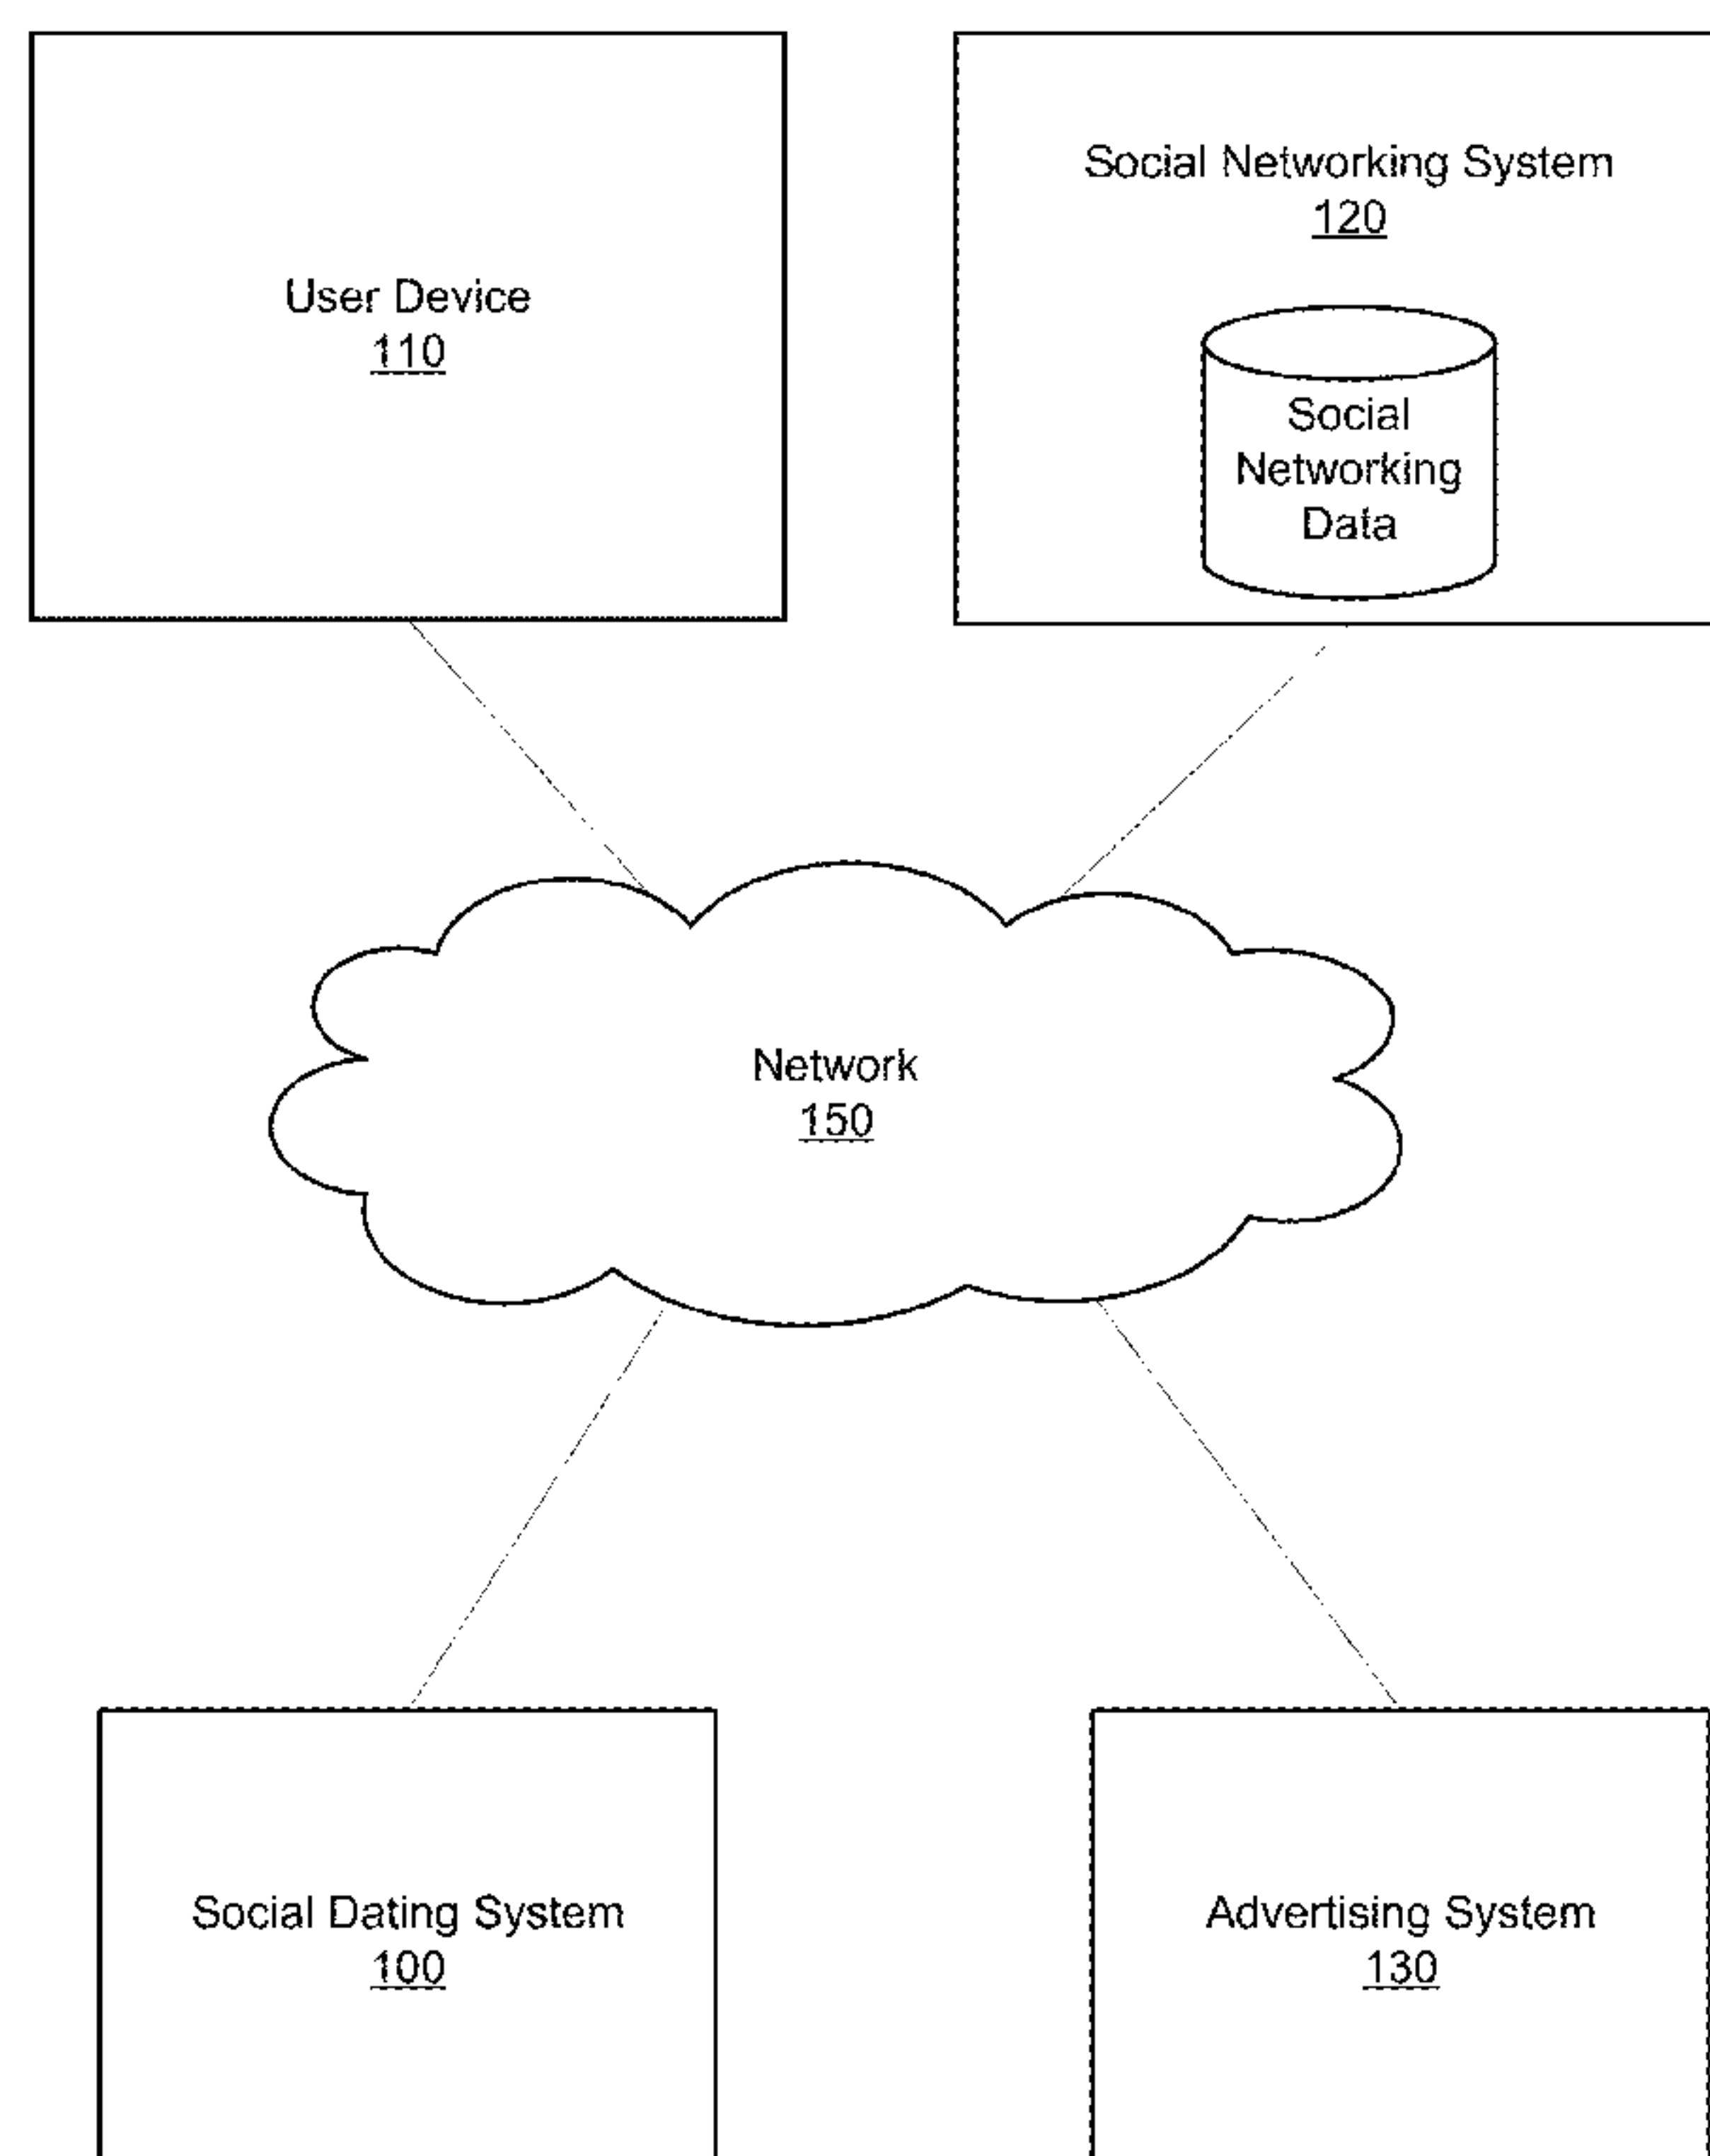 User Device
110
Social Networking System
120
Social
Networking
Data
Network
150
Social Dating System
100
Advertising System
130